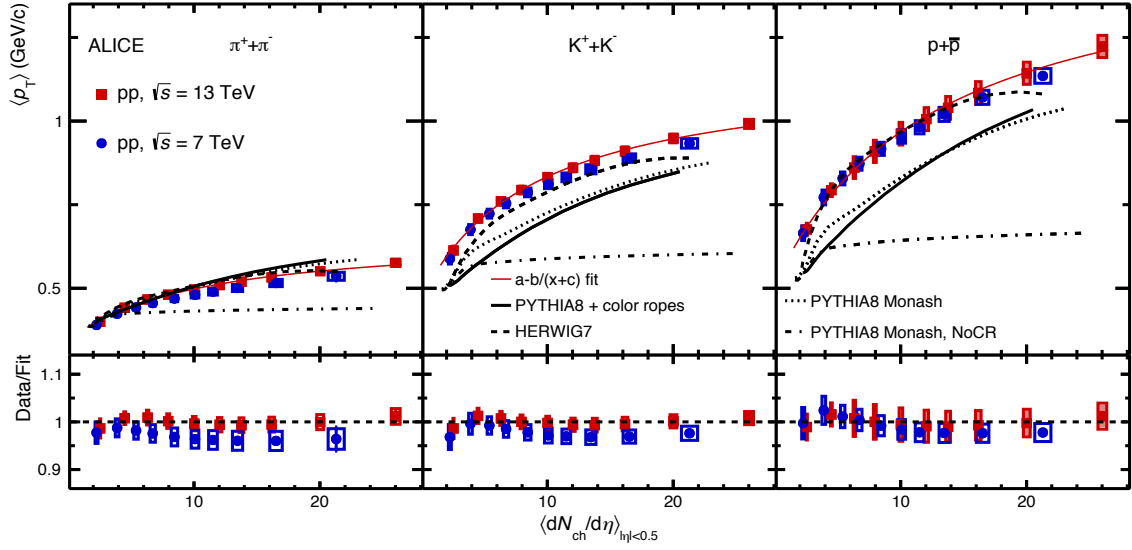 ⟨p_T⟩ (GeV/c)
1
0.5
ALICE π⁺+π⁻
pp, √s = 13 TeV
pp, √s = 7 TeV
K⁺+K⁻
a-b/(x+c) fit
PYTHIA8 + color ropes
HERWIG7
p+p̅
PYTHIA8 Monash
PYTHIA8 Monash, NoCR
Data/Fit
1.1
1
0.9
10 20 10 20 10 20
⟨dN_ch/dη⟩_|η|<0.5